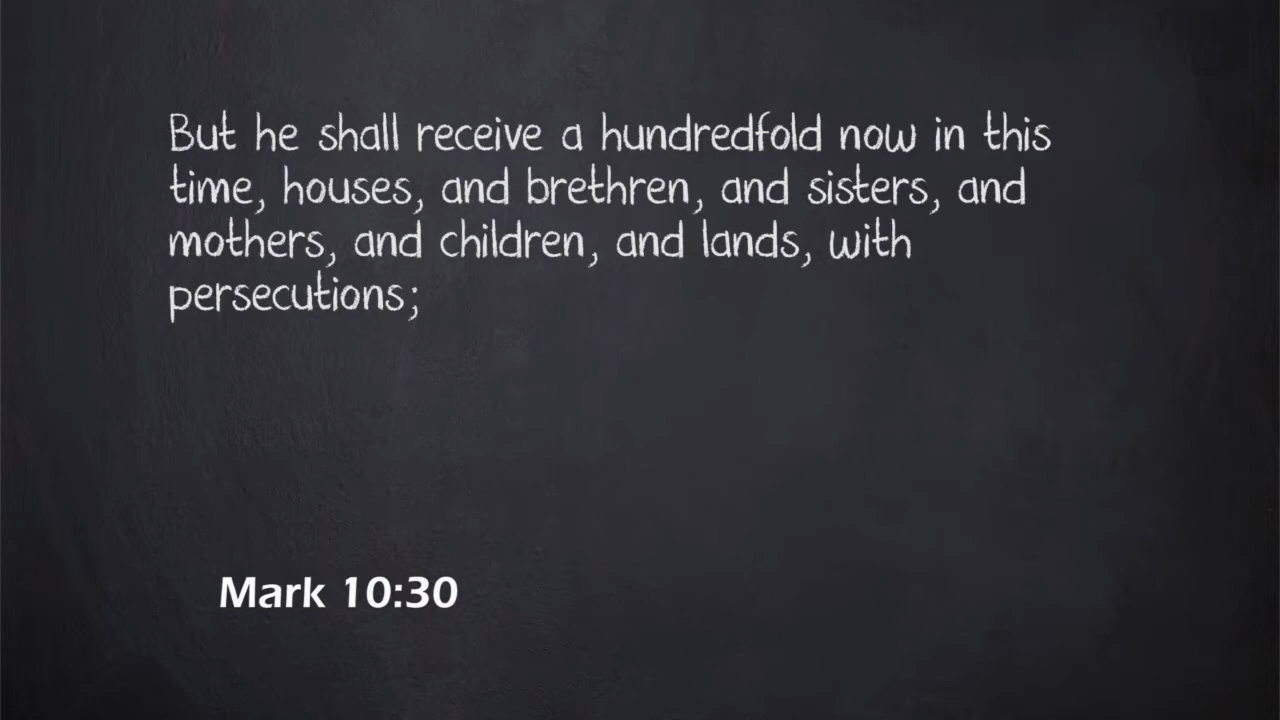 But he shall receive a hundredfold now in this
time, houses, and brethren, and sisters, and
mothers, and children, and lands, with
persecutions;
Mark 10:30